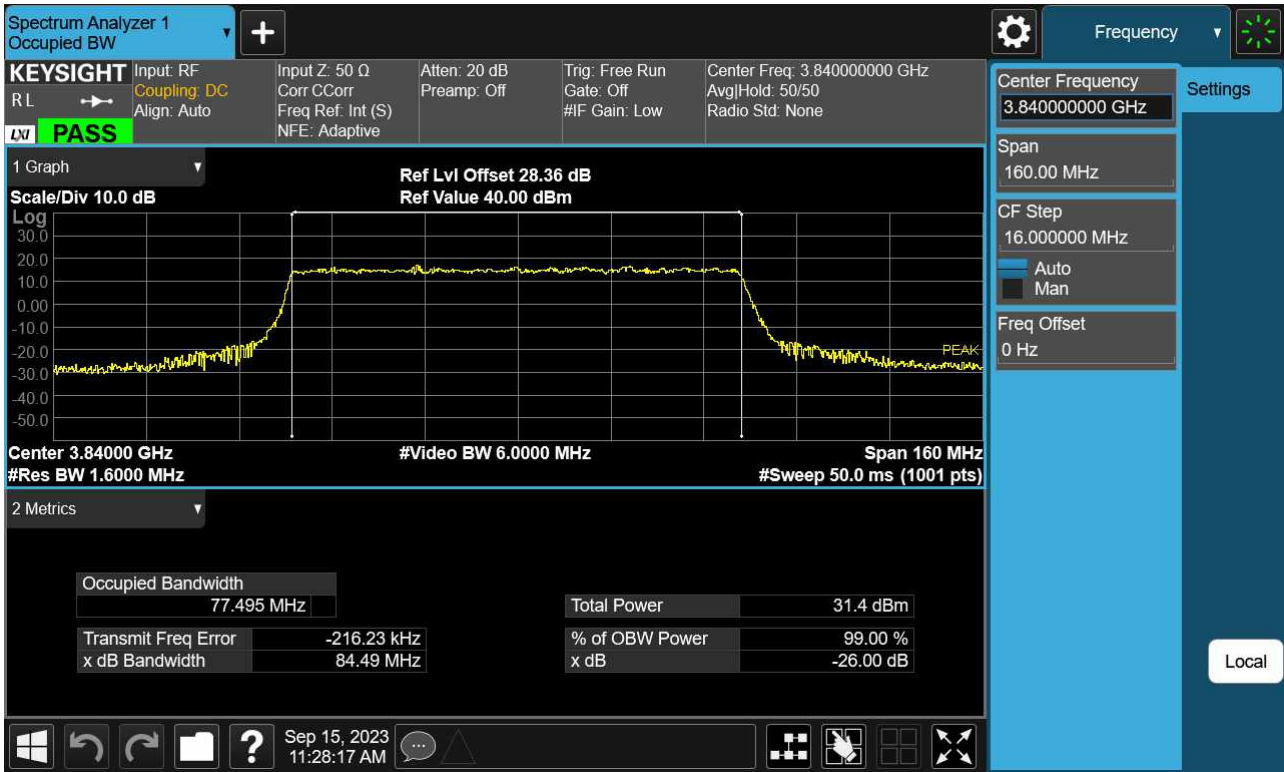 Spectrum Analyzer 1
Occupied BW
Frequency
KEYSIGHT
RL
LXI
PASS
Input: RF
Coupling: DC
Align: Auto
Input Z: 50 Ω
Corr CCorr
Freq Ref: Int (S)
NFE: Adaptive
Atten: 20 dB
Preamp: Off
Trig: Free Run
Gate: Off
#IF Gain: Low
Center Freq: 3.840000000 GHz
Avg|Hold: 50/50
Radio Std: None
Center Frequency
3.840000000 GHz
Settings
Span
160.00 MHz
CF Step
16.000000 MHz
Auto
Man
Freq Offset
0 Hz
Local
1 Graph
Scale/Div 10.0 dB
Ref Lvl Offset 28.36 dB
Ref Value 40.00 dBm
Log
30.0
20.0
10.0
0.00
-10.0
-20.0
-30.0
-40.0
-50.0
PEAK
Center 3.84000 GHz
#Video BW 6.0000 MHz
Span 160 MHz
#Res BW 1.6000 MHz
#Sweep 50.0 ms (1001 pts)
2 Metrics
Occupied Bandwidth
77.495 MHz
Total Power 31.4 dBm
Transmit Freq Error -216.23 kHz
% of OBW Power 99.00 %
x dB Bandwidth 84.49 MHz
x dB -26.00 dB
?
Sep 15, 2023
11:28:17 AM